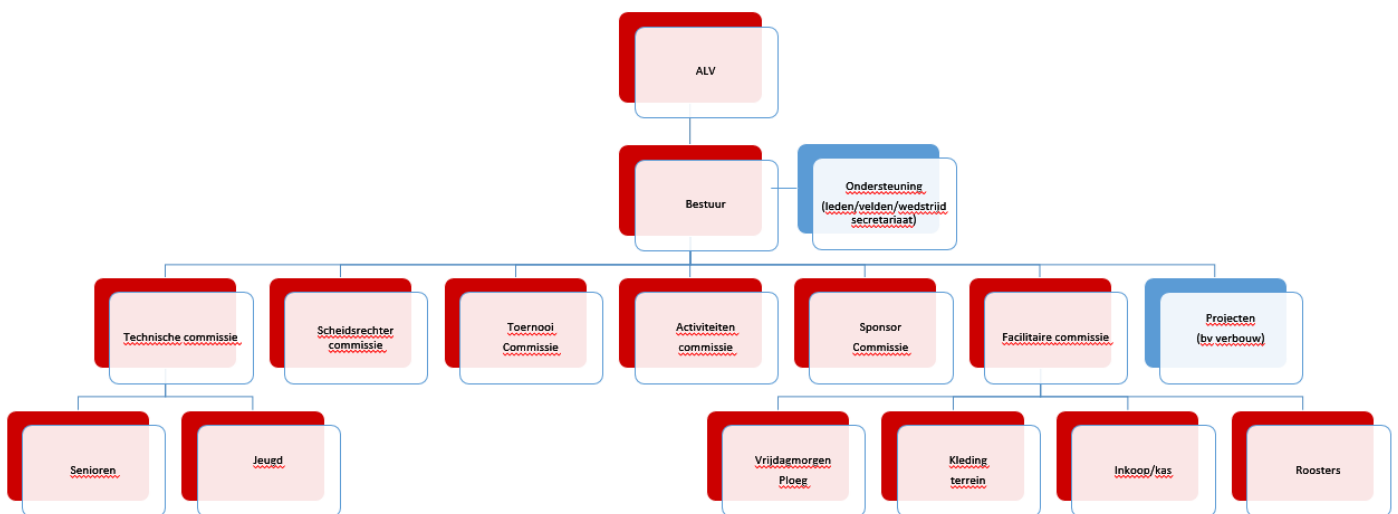 ALV
Bestuur
Ondersteuning
(leden/velden/wedstrijd
secretariaat)
Technische commissie
Scheidsrechter
commissie
Toernooi
Commissie
Activiteiten
commissie
Sponsor
Commissie
Facilitaire commissie
Projecten
(bv verbouw)
Senioren
Jeugd
Vrijdagmorgen
Ploeg
Kleding
terrein
Inkoop/kas
Roosters